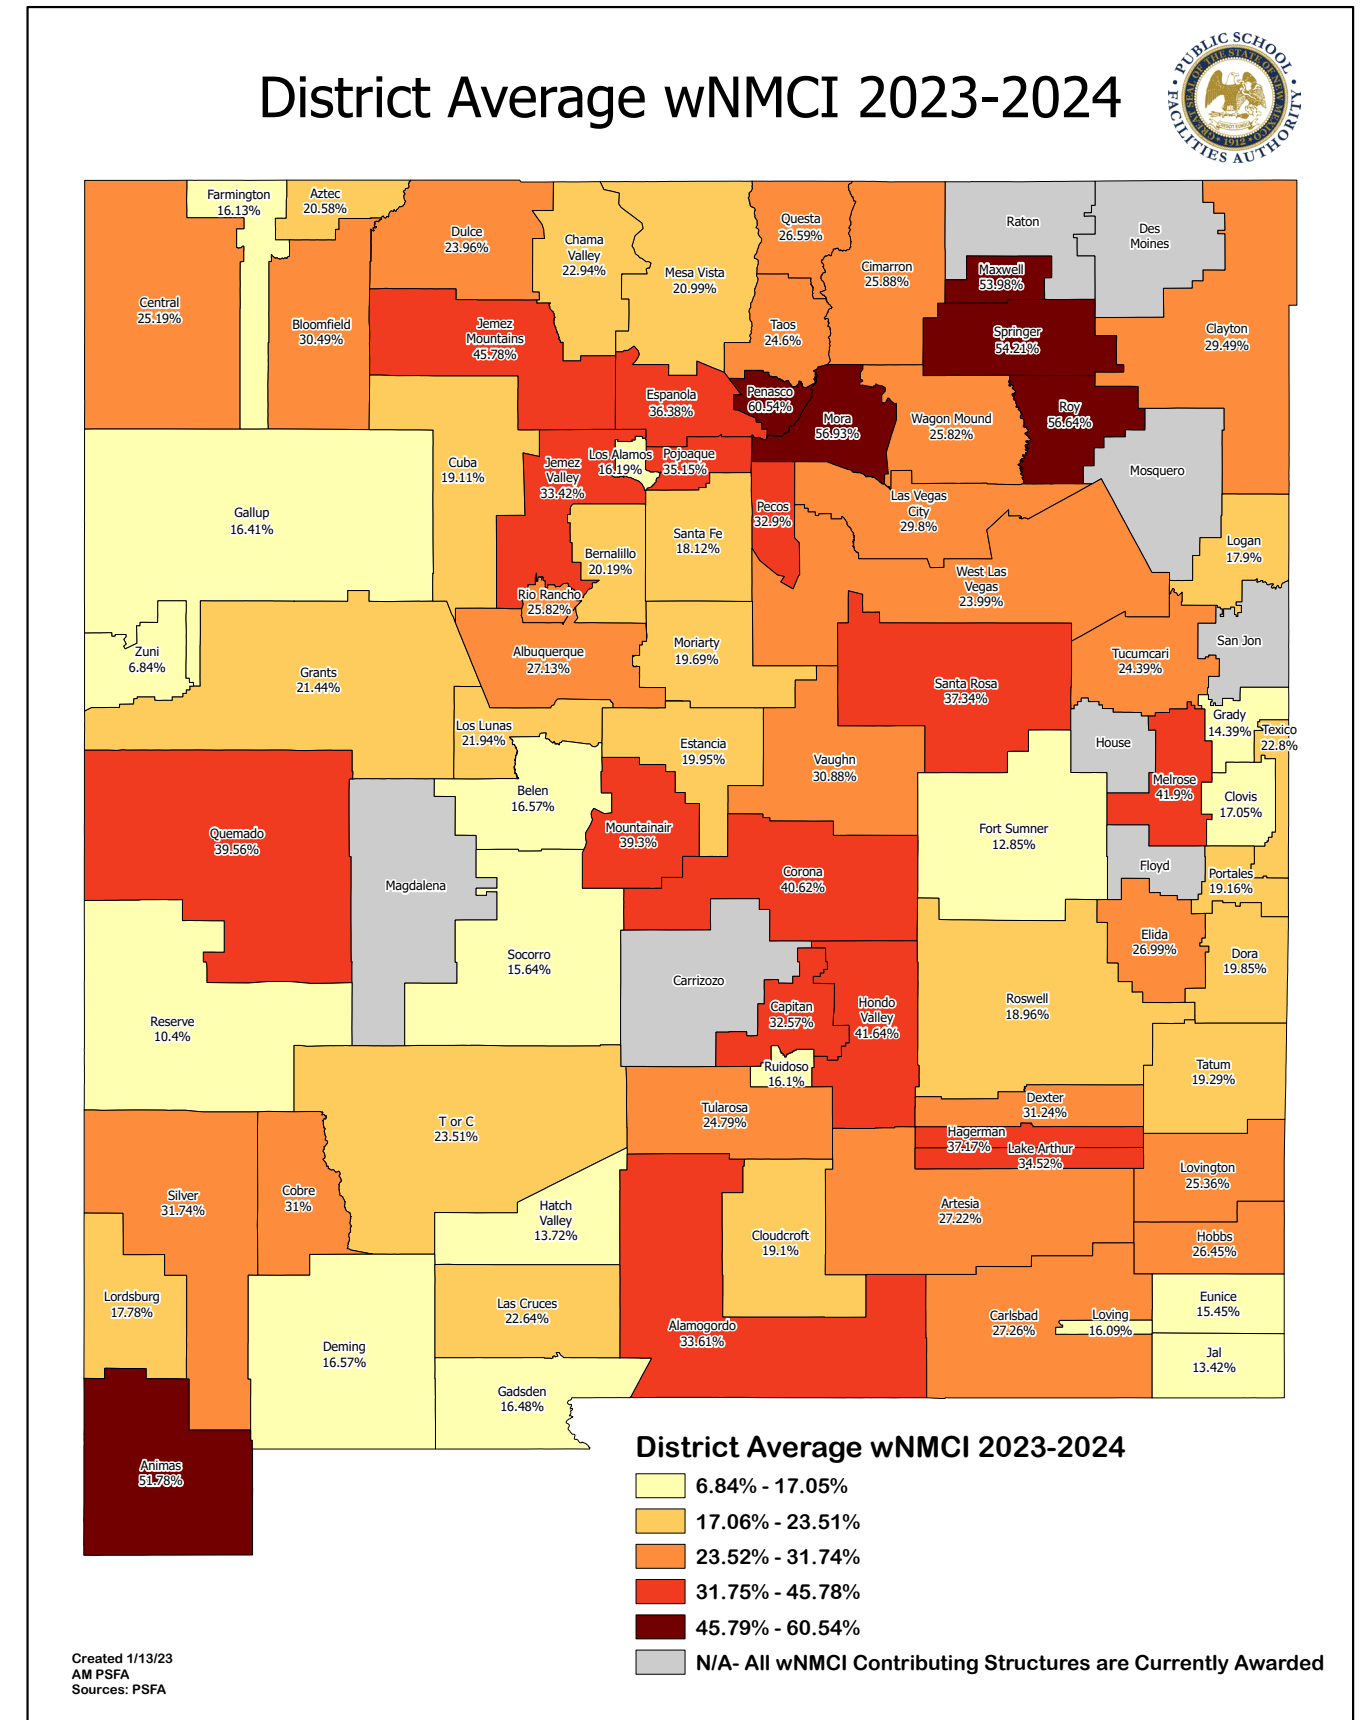 District Average wNMCI 2023-2024
PUBLIC SCHOOL
FACILITIES AUTHORITY
GREAT SEAL OF THE STATE OF NEW MEXICO
1912
Farmington
16.13%
Aztec
20.58%
Dulce
23.96%
Chama
Valley
22.94%
Mesa Vista
20.99%
Questa
26.59%
Cimarron
25.88%
Raton
Des
Moines
Maxwell
53.98%
Central
25.19%
Bloomfield
30.49%
Jemez
Mountains
45.78%
Taos
24.6%
Springer
54.21%
Clayton
29.49%
Espanola
36.38%
Penasco
60.54%
Mora
56.93%
Wagon Mound
25.82%
Roy
56.64%
Mosquero
Cuba
19.11%
Jemez
Valley
33.42%
Los Alamos
16.19%
Pojoaque
35.15%
Pecos
32.9%
Las Vegas
City
29.8%
Gallup
16.41%
Santa Fe
18.12%
Bernalillo
20.19%
Logan
17.9%
West Las
Vegas
23.99%
Rio Rancho
25.82%
Zuni
6.84%
Grants
21.44%
Albuquerque
27.13%
Moriarty
19.69%
San Jon
Tucumcari
24.39%
Santa Rosa
37.34%
Los Lunas
21.94%
Estancia
19.95%
Vaughn
30.88%
House
Grady
14.39%
Texico
22.8%
Belen
16.57%
Melrose
41.9%
Clovis
17.05%
Quemado
39.56%
Mountainair
39.3%
Fort Sumner
12.85%
Magdalena
Corona
40.62%
Floyd
Portales
19.16%
Socorro
15.64%
Elida
26.99%
Dora
19.85%
Carrizozo
Reserve
10.4%
Capitan
32.57%
Hondo
Valley
41.64%
Roswell
18.96%
Ruidoso
16.1%
Tatum
19.29%
T or C
23.51%
Tularosa
24.79%
Dexter
31.24%
Hagerman
37.17%
Lake Arthur
34.52%
Lovington
25.36%
Silver
31.74%
Cobre
31%
Hatch
Valley
13.72%
Cloudcroft
19.1%
Artesia
27.22%
Hobbs
26.45%
Lordsburg
17.78%
Las Cruces
22.64%
Alamogordo
33.61%
Carlsbad
27.26%
Loving
16.09%
Eunice
15.45%
Deming
16.57%
Jal
13.42%
Gadsden
16.48%
Animas
51.78%
District Average wNMCI 2023-2024
6.84% - 17.05%
17.06% - 23.51%
23.52% - 31.74%
31.75% - 45.78%
45.79% - 60.54%
N/A- All wNMCI Contributing Structures are Currently Awarded
Created 1/13/23
AM PSFA
Sources: PSFA